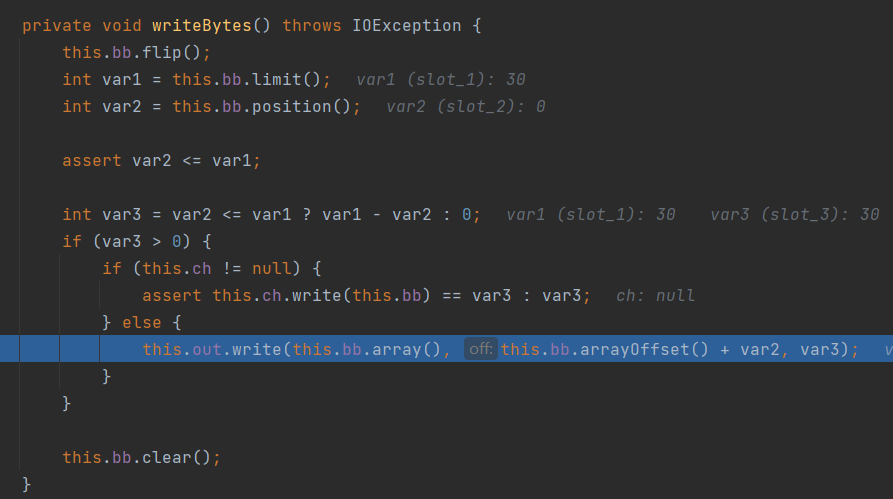 private void writeBytes() throws IOException {
this.bb.flip();
int var1 = this.bb.limit(); var1 (slot_1): 30
int var2 = this.bb.position(); var2 (slot_2): 0
assert var2 <= var1;
int var3 = var2 <= var1 ? var1 - var2 : 0; var1 (slot_1): 30 var3 (slot_3): 30
if (var3 > 0) {
if (this.ch != null) {
assert this.ch.write(this.bb) == var3 : var3; ch: null
} else {
this.out.write(this.bb.array(), off: this.bb.arrayOffset() + var2, var3);
}
}
this.bb.clear();
}